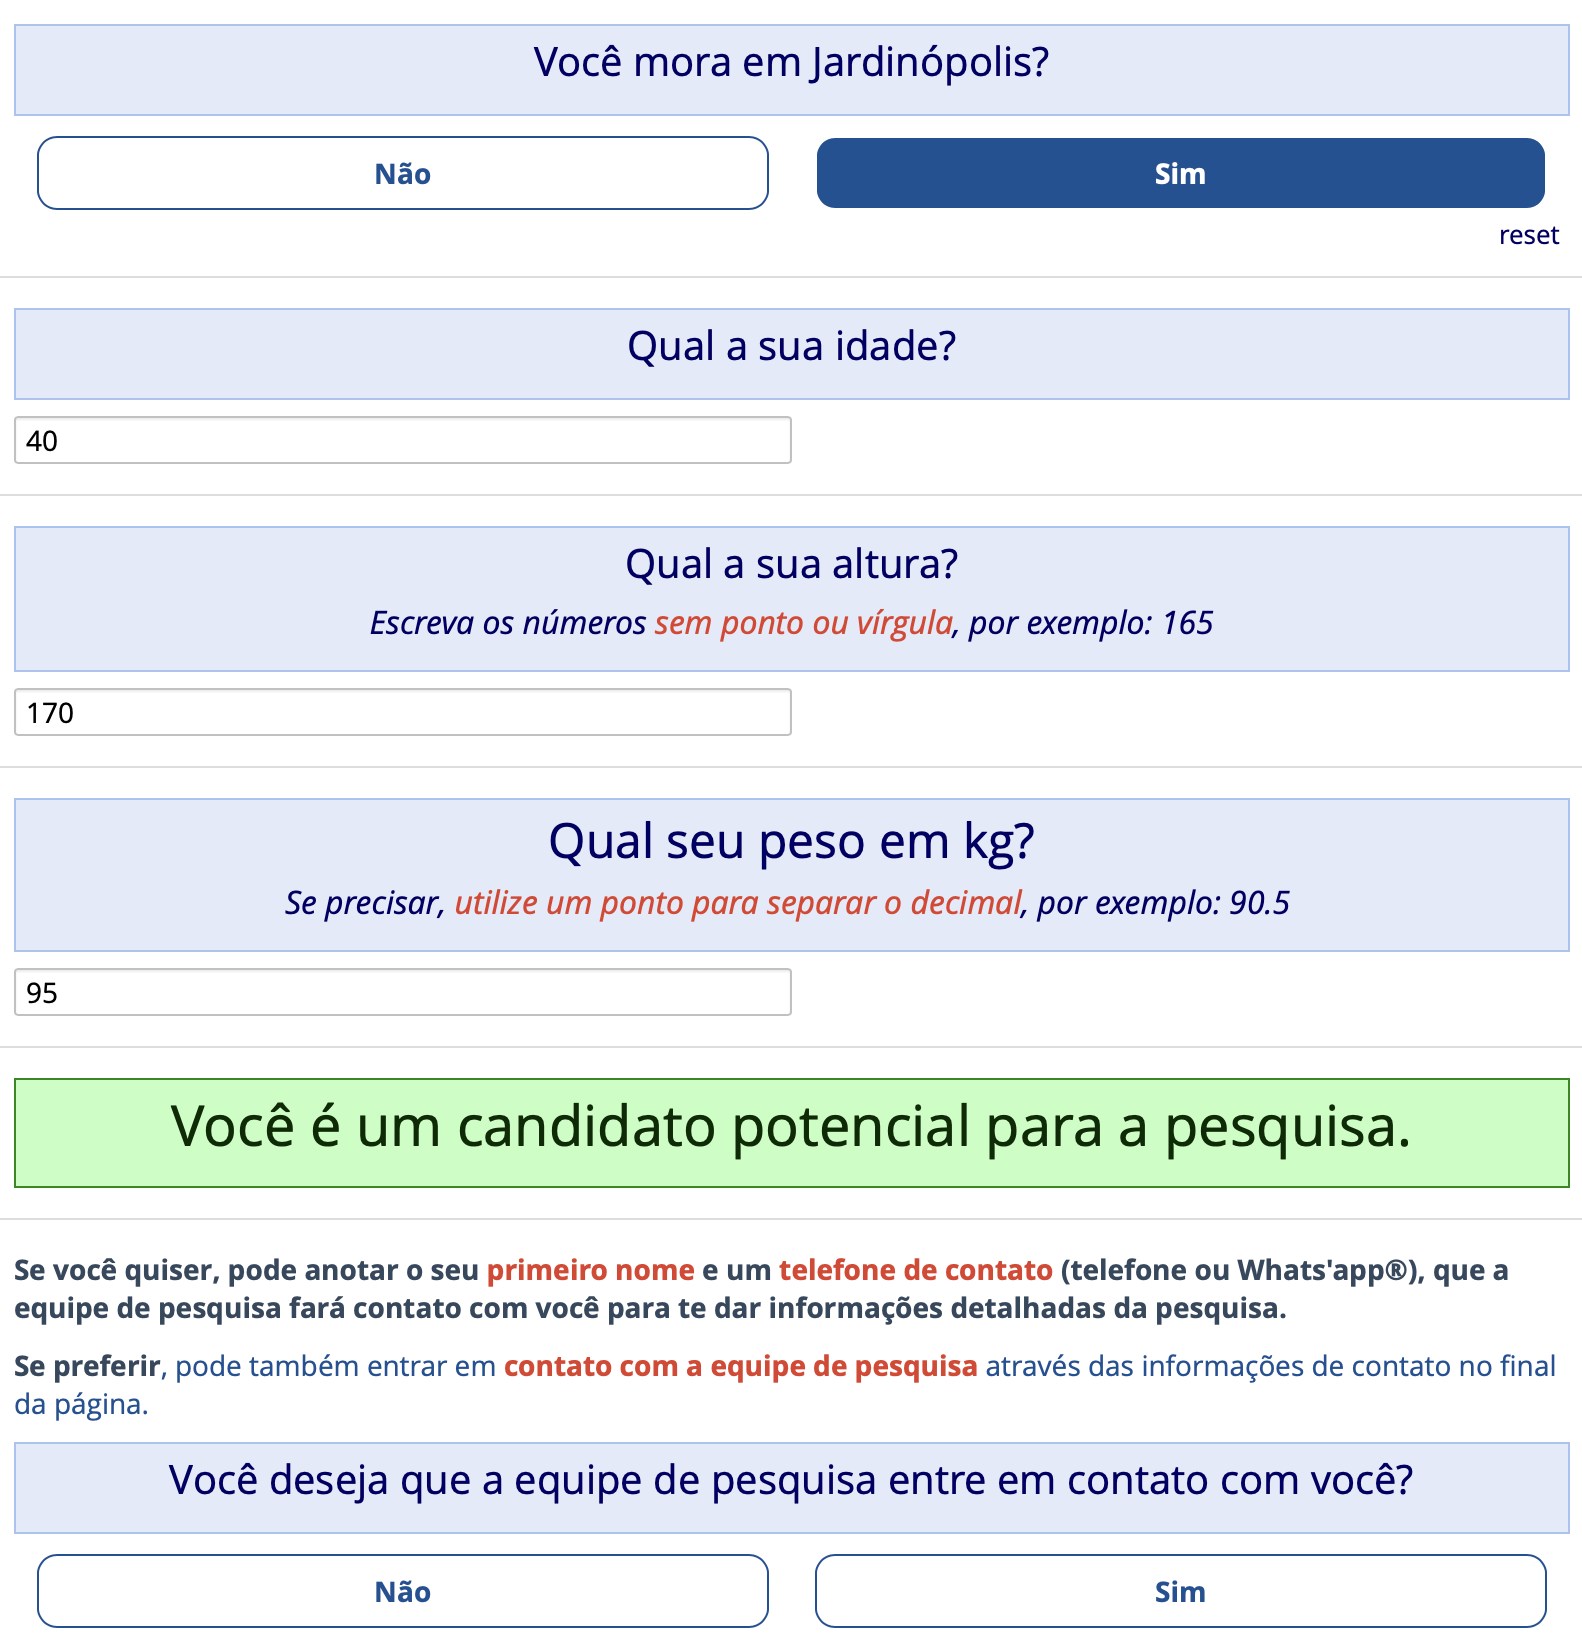 Você mora em Jardinópolis?
Não
Sim
reset
Qual a sua idade?
40
Qual a sua altura?
Escreva os números sem ponto ou vírgula, por exemplo: 165
170
Qual seu peso em kg?
Se precisar, utilize um ponto para separar o decimal, por exemplo: 90.5
95
Você é um candidato potencial para a pesquisa.
Se você quiser, pode anotar o seu primeiro nome e um telefone de contato (telefone ou Whats'app®), que a
equipe de pesquisa fará contato com você para te dar informações detalhadas da pesquisa.
Se preferir, pode também entrar em contato com a equipe de pesquisa através das informações de contato no final
da página.
Você deseja que a equipe de pesquisa entre em contato com você?
Não
Sim